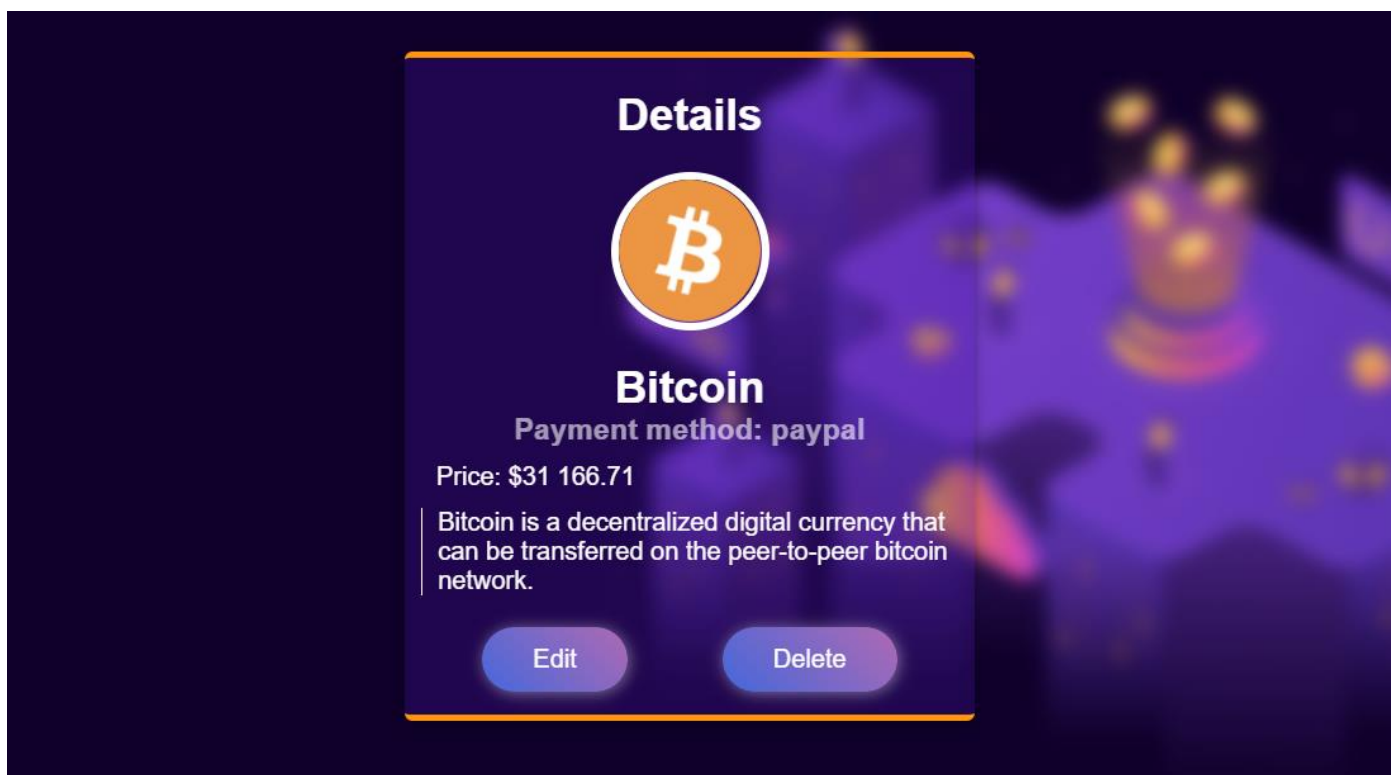 Details
Bitcoin
Payment method: paypal
Price: $31 166.71
Bitcoin is a decentralized digital currency that
can be transferred on the peer-to-peer bitcoin
network.
Edit
Delete